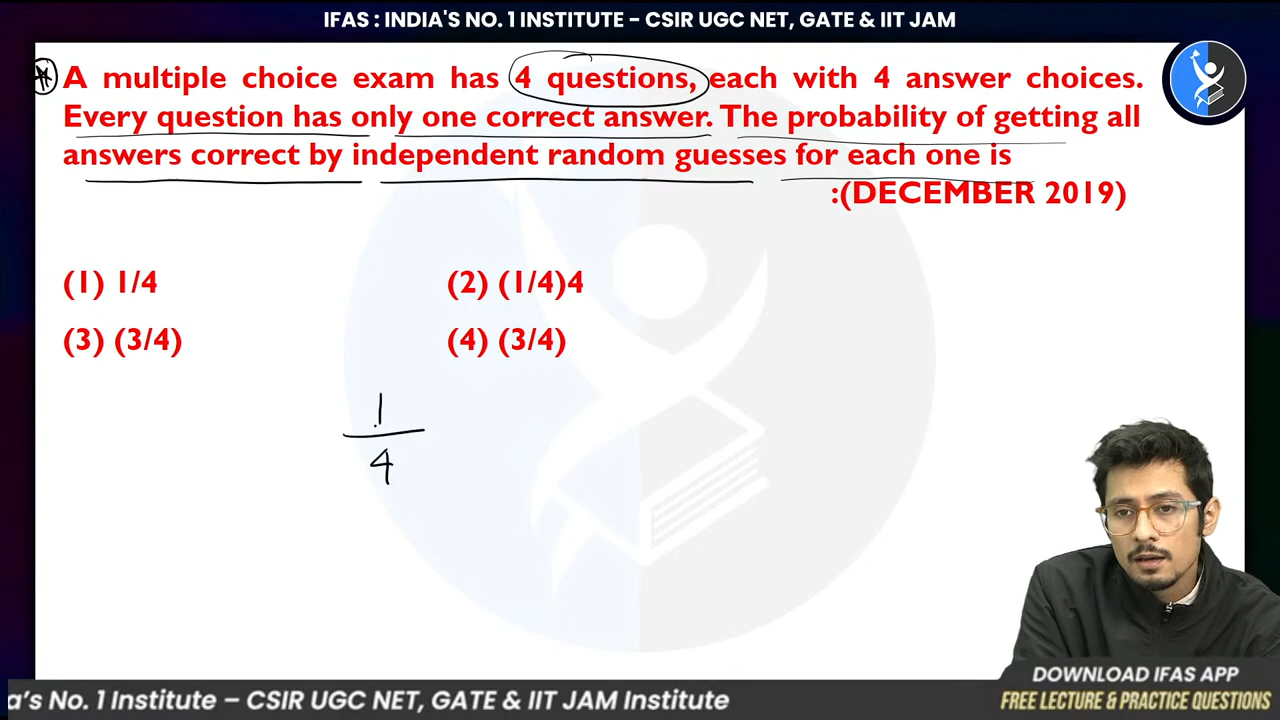 IFAS : INDIA'S NO. 1 INSTITUTE - CSIR UGC NET, GATE & IIT JAM
A multiple choice exam has 4 questions, each with 4 answer choices.
Every question has only one correct answer. The probability of getting all
answers correct by independent random guesses for each one is
:(DECEMBER 2019)
(1) 1/4
(2) (1/4)4
(3) (3/4)
(4) (3/4)
1
4
DOWNLOAD IFAS APP
FREE LECTURE & PRACTICE QUESTIONS
a's No. 1 Institute – CSIR UGC NET, GATE & IIT JAM Institute